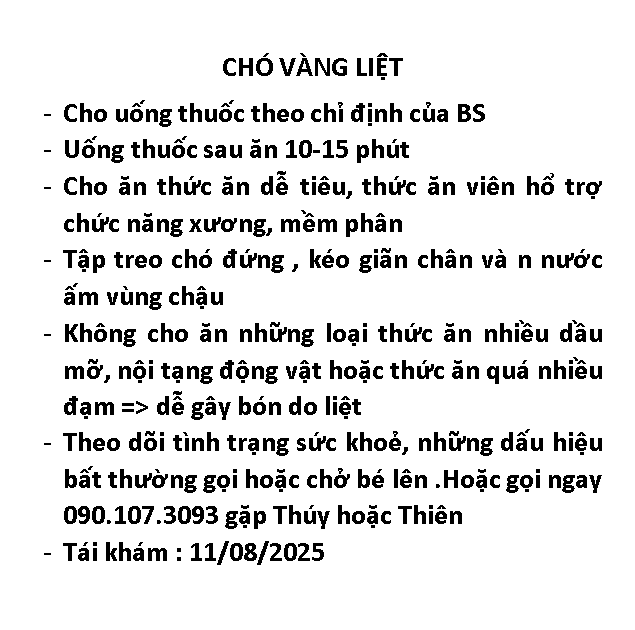 CHÓ VÀNG LIỆT
- Cho uống thuốc theo chỉ định của BS
- Uống thuốc sau ăn 10-15 phút
- Cho ăn thức ăn dễ tiêu, thức ăn viên hổ trợ
chức năng xương, mềm phân
- Tập treo chó đứng , kéo giãn chân và n nước
ấm vùng chậu
- Không cho ăn những loại thức ăn nhiều dầu
mỡ, nội tạng động vật hoặc thức ăn quá nhiều
đạm => dễ gây bón do liệt
- Theo dõi tình trạng sức khoẻ, những dấu hiệu
bất thường gọi hoặc chở bé lên .Hoặc gọi ngay
090.107.3093 gặp Thúy hoặc Thiên
- Tái khám : 11/08/2025